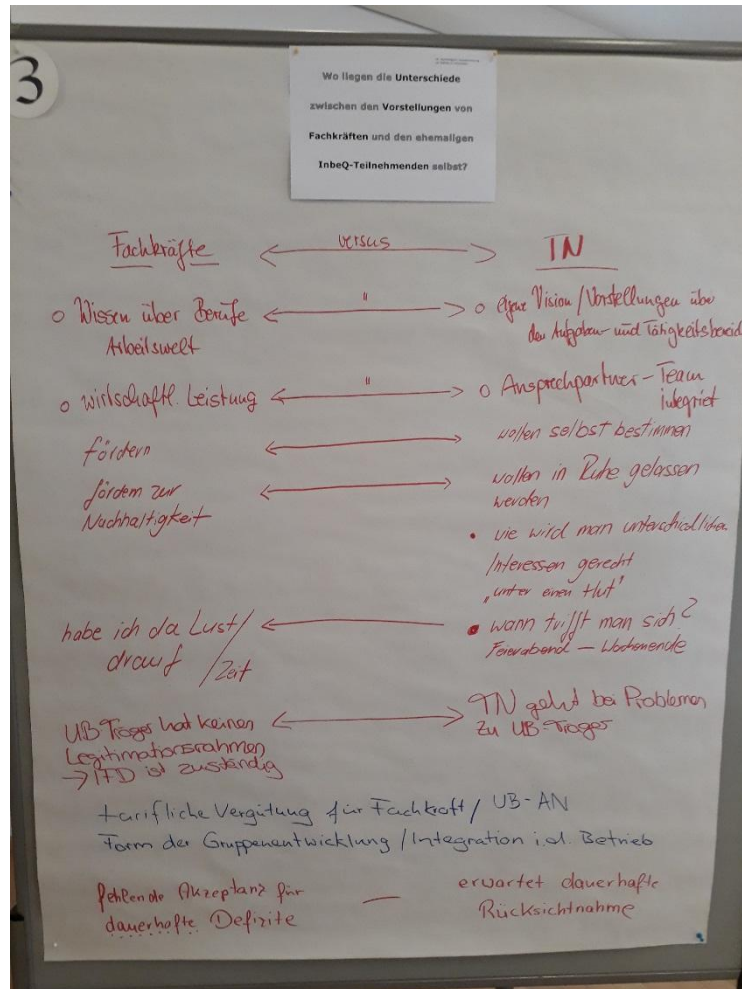 3
Wo liegen die Unterschiede
zwischen den Vorstellungen von
Fachkräften und den ehemaligen
InbeQ-Teilnehmenden selbst?
Fachkräfte versus TN
o Wissen über Berufe " o eigene Vision/Vorstellungen über
Arbeitswelt den Aufgaben- und Tätigkeitsbereich
o wirtschaftl. Leistung " o Ansprechpartner - Team
integriet
fördern wollen selbst bestimmen
fördern zur wollen in Ruhe gelassen
Nachhaltigkeit werden
• wie wird man unterschiedlichen
Interessen gerecht
„unter einen Hut"
habe ich da Lust/ • wann trifft man sich?
drauf /Zeit Feierabend – Wochenende
UB-Träger hat keinen TN geht bei Problemen
Legitimationsrahmen zu UB-Träger
→ IFD ist zuständig
tarifliche Vergütung für Fachkraft / UB-AN
Form der Gruppenentwicklung / Integration i.d. Betrieb
fehlende Akzeptanz für – erwartet dauerhafte
dauerhafte Defizite Rücksichtnahme